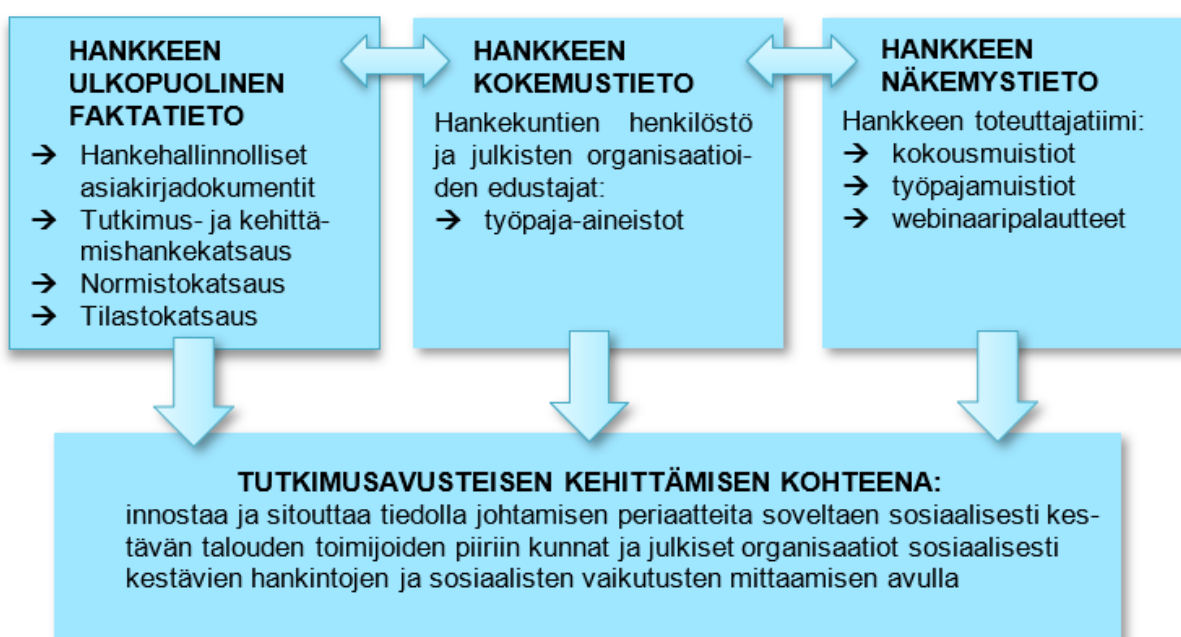 HANKKEEN
ULKOPUOLINEN
FAKTATIETO
→ Hankehallinnolliset
asiakirjadokumentit
→ Tutkimus- ja kehittä-
mishankekatsaus
→ Normistokatsaus
→ Tilastokatsaus
HANKKEEN
KOKEMUSTIETO
Hankekuntien henkilöstö
ja julkisten organisaatioi-
den edustajat:
→ työpaja-aineistot
HANKKEEN
NÄKEMYSTIETO
Hankkeen toteuttajatiimi:
→ kokousmuistiot
→ työpajamuistiot
→ webinaaripalautteet
TUTKIMUSAVUSTEISEN KEHITTÄMISEN KOHTEENA:
innostaa ja sitouttaa tiedolla johtamisen periaatteita soveltaen sosiaalisesti kes-
tävän talouden toimijoiden piiriin kunnat ja julkiset organisaatiot sosiaalisesti
kestävien hankintojen ja sosiaalisten vaikutusten mittaamisen avulla